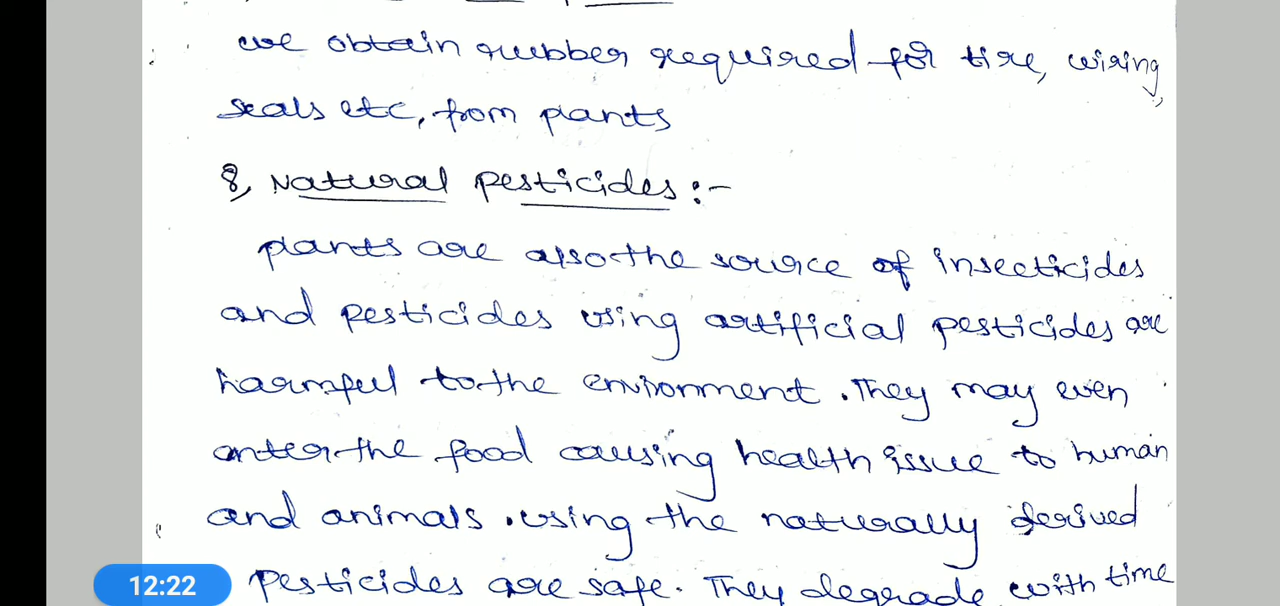 we obtain rubber required for tire, wiring,
seals etc, from plants
8, Natural pesticides :-
plants are also the source of insecticides
and pesticides using artificial pesticides are
harmful to the environment. They may even
enter the food causing health issue to human
and animals. using the naturally derived
pesticides are safe. They degrade with time
12:22